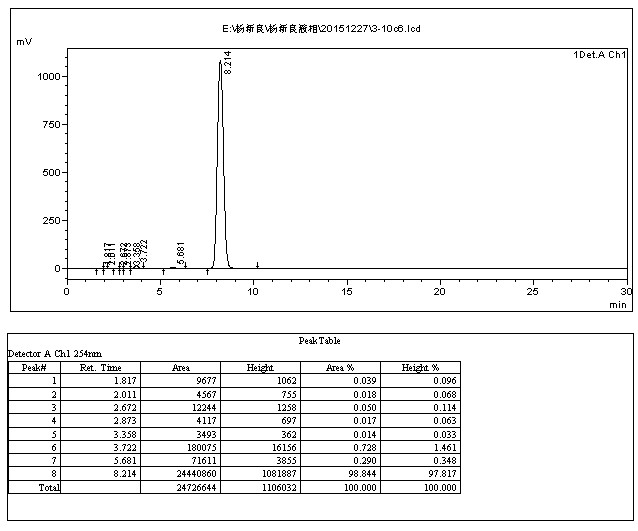 E:\杨新良\杨新良液相\20151227\3-10c6.lcd
mV
1Det.A Ch1
1000
750
500
250
0
1.817
2.011
2.672
2.873
3.358
3.722
5.681
8.214
0 5 10 15 20 25 30
min
PeakTable
Detector A Ch1 254nm
Peak# Ret. Time Area Height Area % Height %
1 1.817 9677 1062 0.039 0.096
2 2.011 4567 755 0.018 0.068
3 2.672 12244 1258 0.050 0.114
4 2.873 4117 697 0.017 0.063
5 3.358 3493 362 0.014 0.033
6 3.722 180075 16156 0.728 1.461
7 5.681 71611 3855 0.290 0.348
8 8.214 24440860 1081887 98.844 97.817
Total 24726644 1106032 100.000 100.000